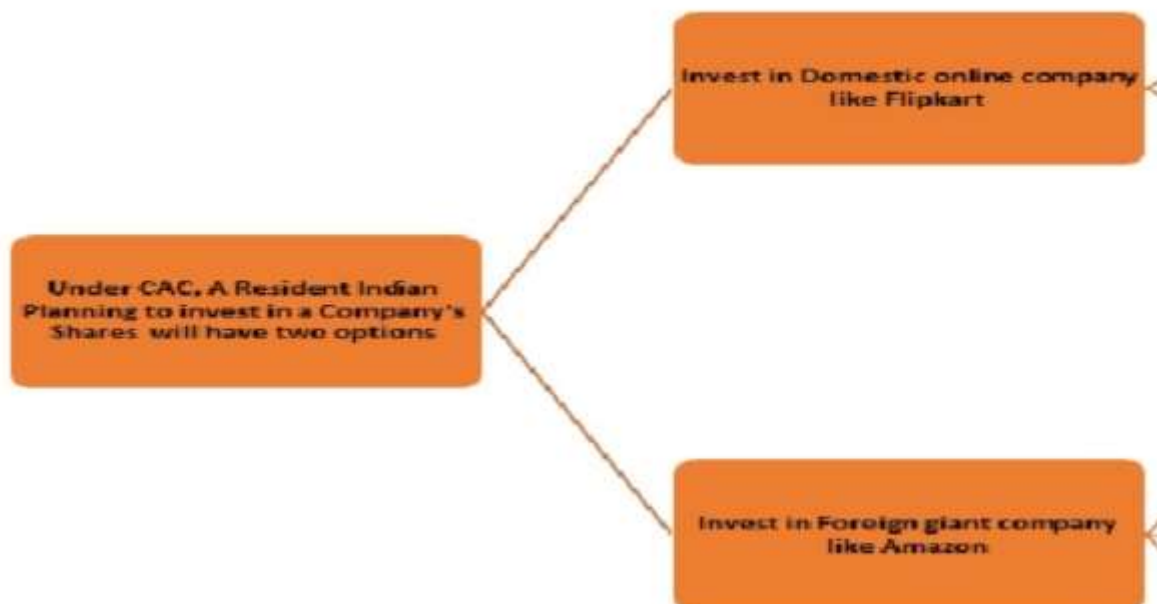 Invest in Domestic online company
like Flipkart
Under CAC, A Resident Indian
Planning to invest in a Company's
Shares will have two options
Invest in Foreign giant company
like Amazon